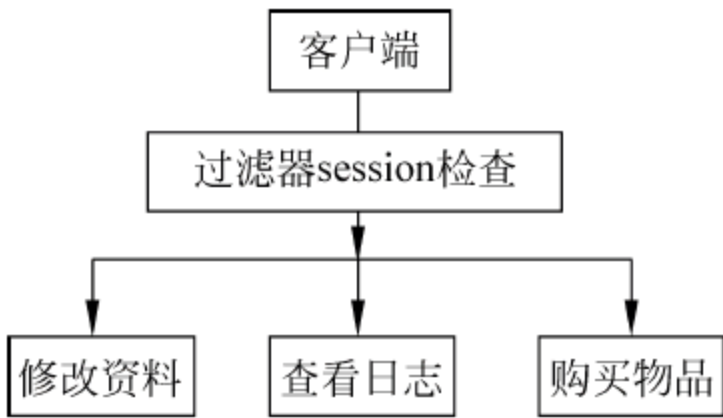 客户端
过滤器session检查
修改资料
查看日志
购买物品